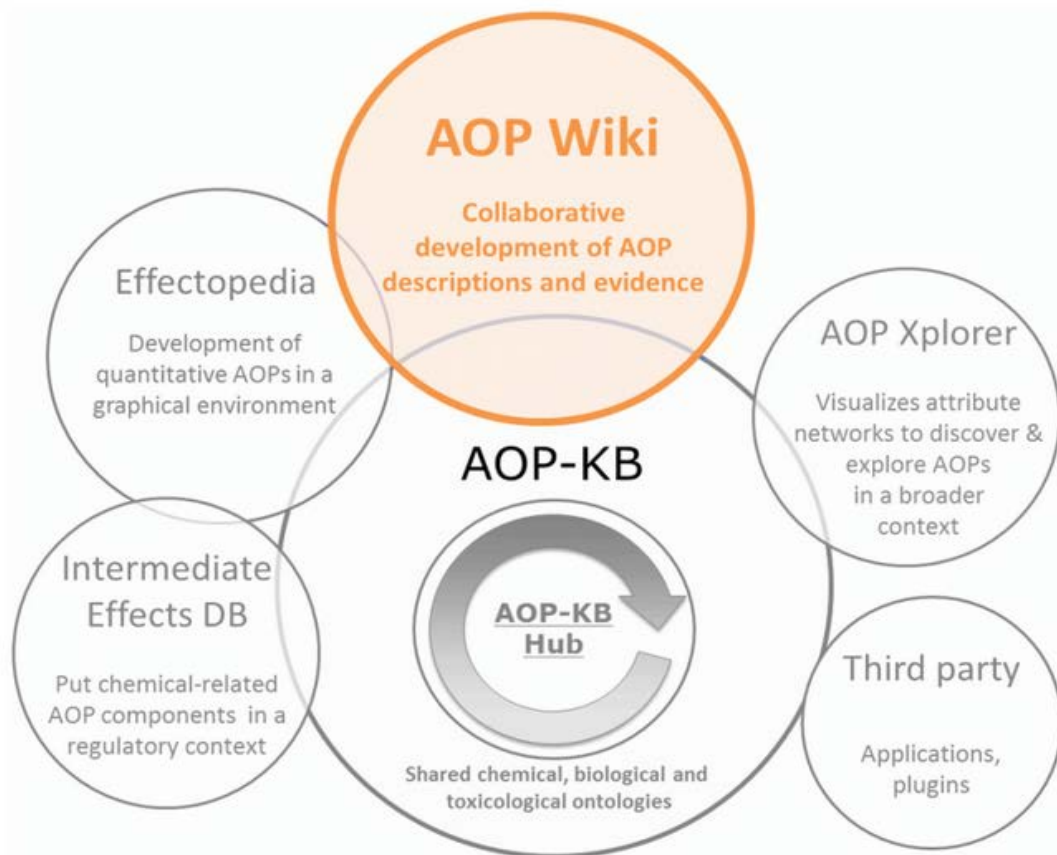 AOP Wiki
Collaborative
development of AOP
descriptions and evidence
Effectopedia
Development of
quantitative AOPs in a
graphical environment
AOP Xplorer
Visualizes attribute
networks to discover &
explore AOPs
in a broader
context
AOP-KB
Intermediate
Effects DB
Put chemical-related
AOP components in a
regulatory context
AOP-KB
Hub
Shared chemical, biological and
toxicological ontologies
Third party
Applications,
plugins